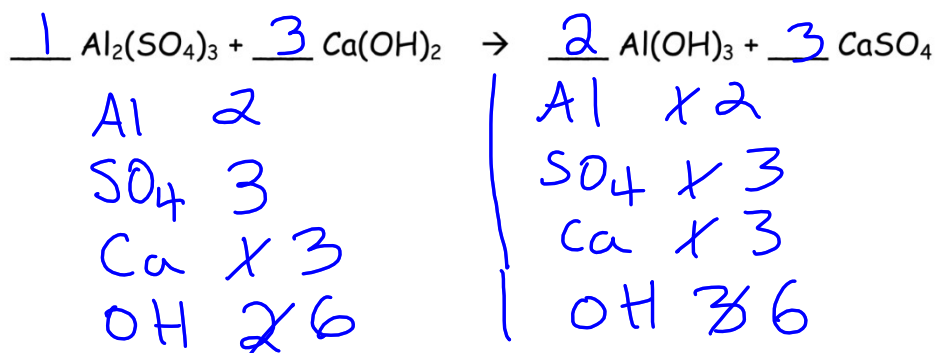 1 Al₂(SO₄)₃ + 3 Ca(OH)₂ → 2 Al(OH)₃ + 3 CaSO₄
Al 2 | Al 1 2
SO₄ 3 | SO₄ 1 3
Ca 1 3 | Ca 1 3
OH 2 6 | OH 3 6